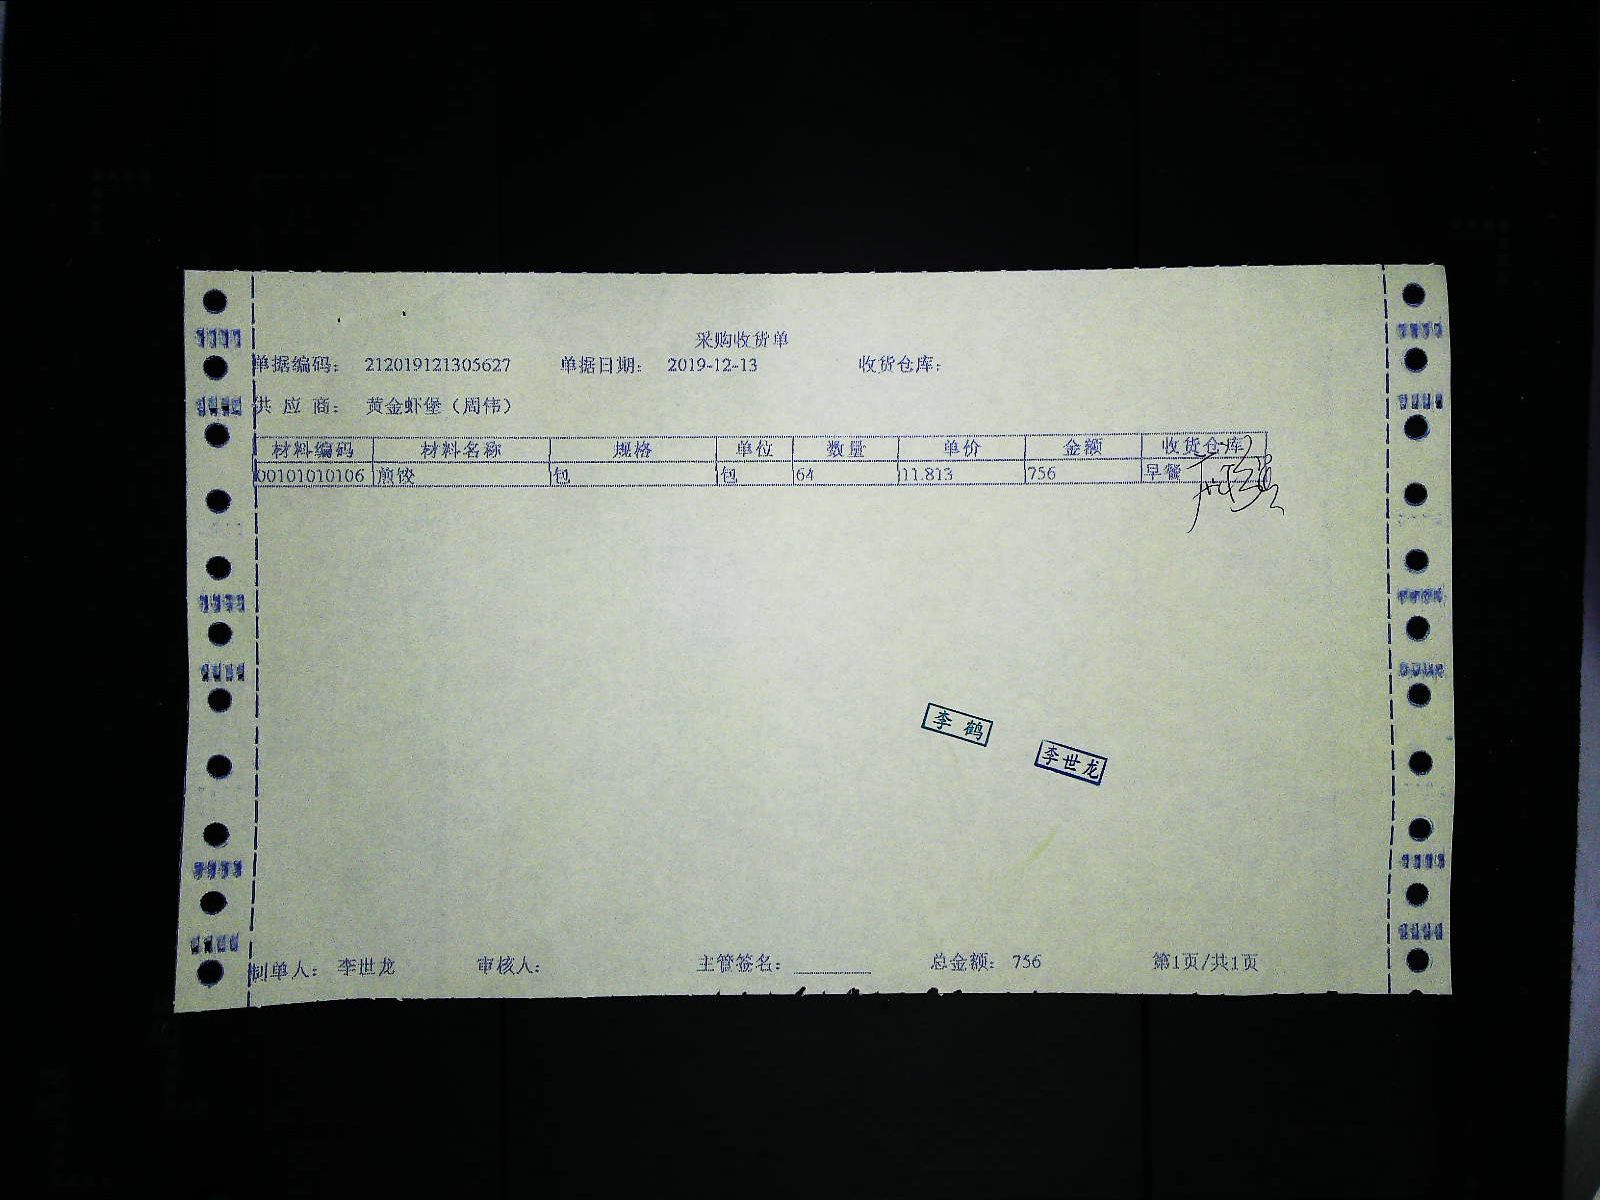 采购收货单
单据编码： 212019121305627 单据日期： 2019-12-13 收货仓库：
供 应 商： 黄金虾堡（周伟）
材料编码 材料名称 规格 单位 数量 单价 金额 收货仓库
00101010106 煎饺 包 包 64 11.813 756 早餐
李 鹤
李世龙
制单人： 李世龙 审核人： 主管签名： 总金额： 756 第1页/共1页